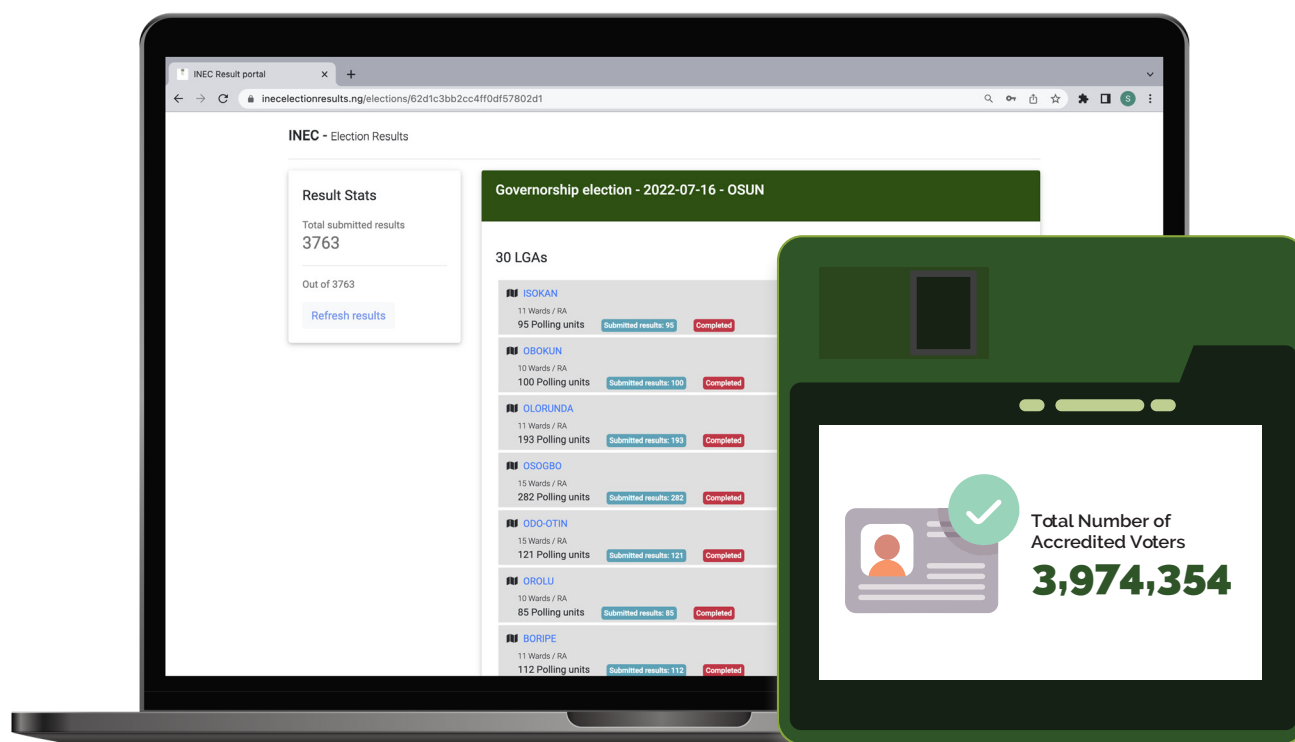 INEC Result portal
inecelectionresults.ng/elections/62d1c3bb2cc4ff0df57802d1
S
INEC - Election Results
Result Stats
Total submitted results
3763
Out of 3763
Refresh results
Governorship election - 2022-07-16 - OSUN
30 LGAs
ISOKAN
11 Wards / RA
95 Polling units Submitted results: 95 Completed
OBOKUN
10 Wards / RA
100 Polling units Submitted results: 100 Completed
OLORUNDA
11 Wards / RA
193 Polling units Submitted results: 193 Completed
OSOGBO
15 Wards / RA
282 Polling units Submitted results: 282 Completed
ODO-OTIN
15 Wards / RA
121 Polling units Submitted results: 121 Completed
OROLU
10 Wards / RA
85 Polling units Submitted results: 85 Completed
BORIPE
11 Wards / RA
112 Polling units Submitted results: 112 Completed
Total Number of
Accredited Voters
3,974,354